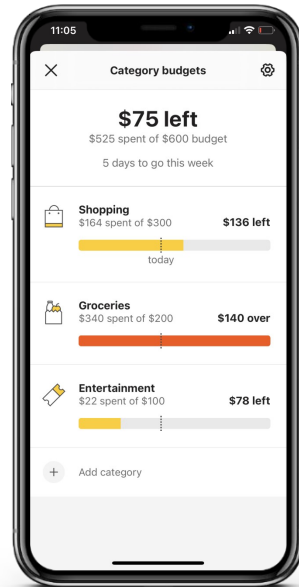 11:05
Category budgets
$75 left
$525 spent of $600 budget
5 days to go this week
Shopping
$164 spent of $300
$136 left
today
Groceries
$340 spent of $200
$140 over
Entertainment
$22 spent of $100
$78 left
Add category